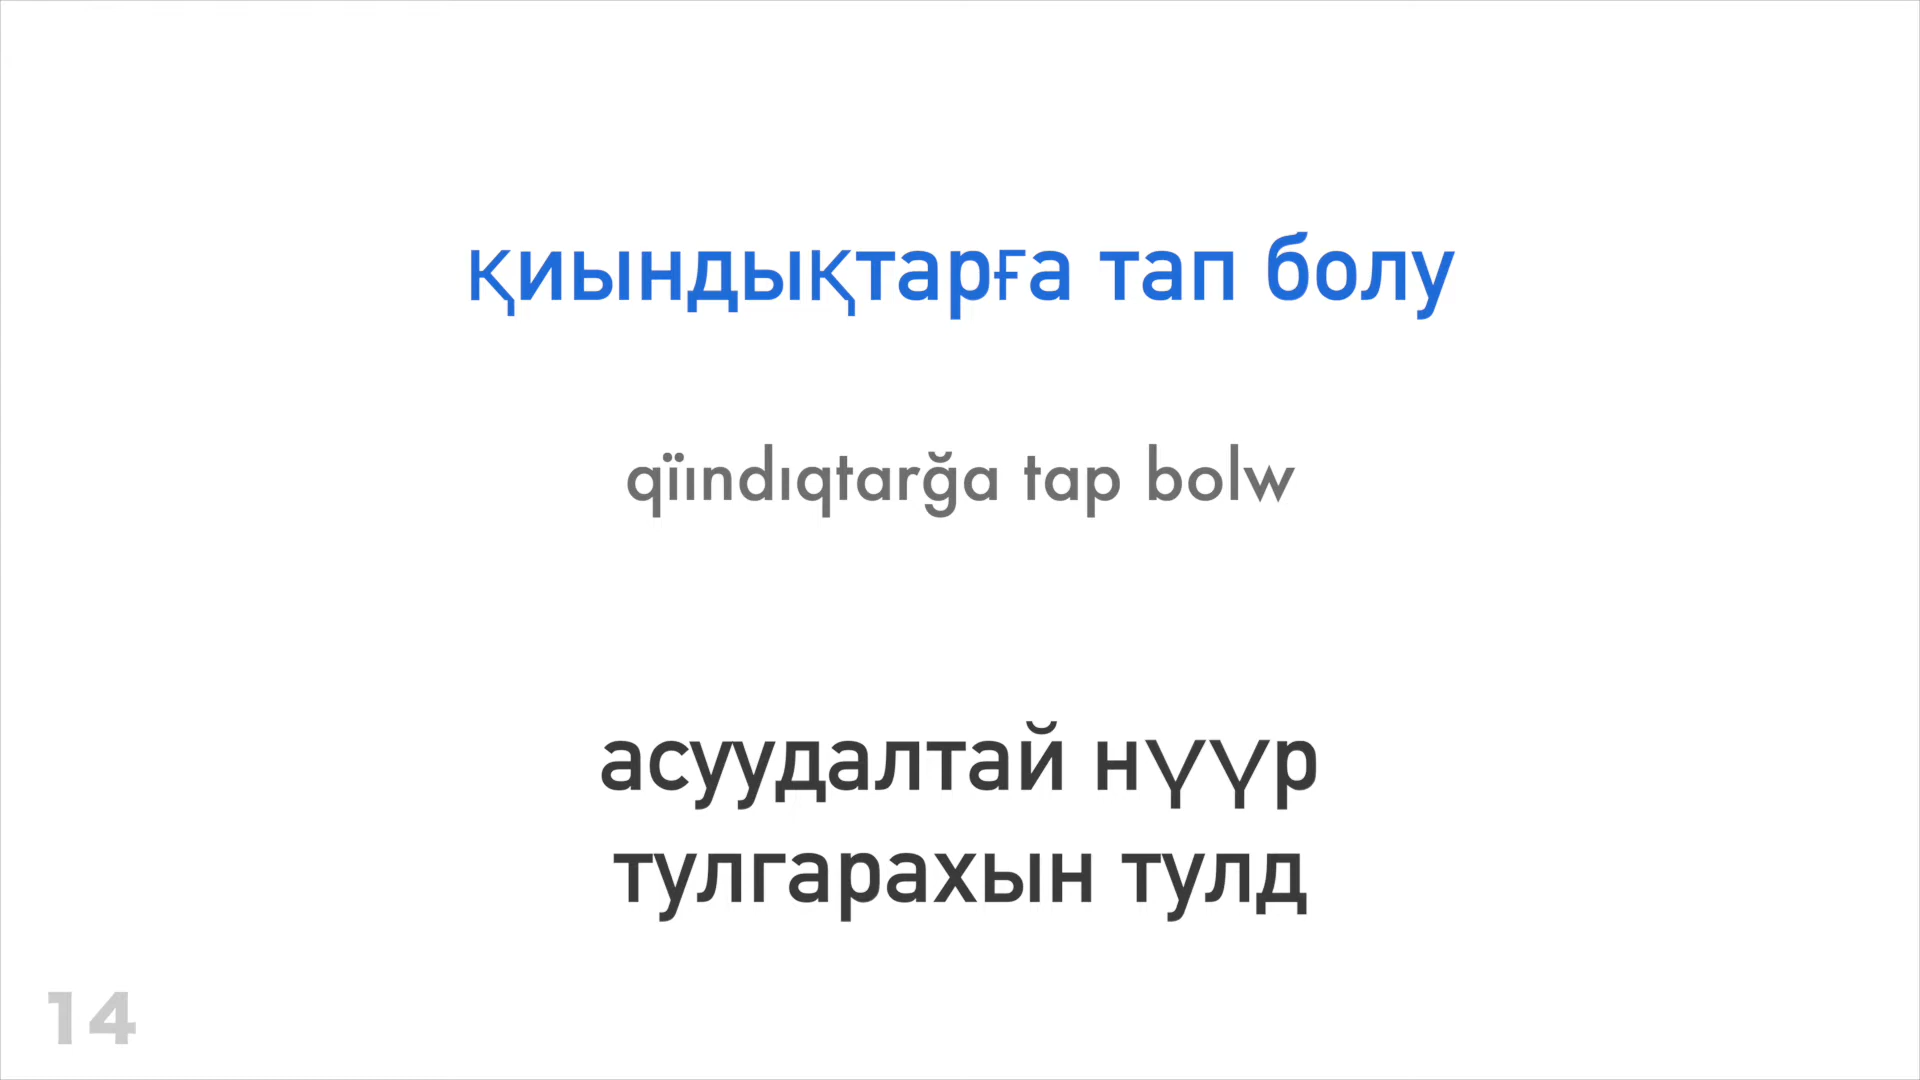 қиындықтарға тап болу
qïındıqtarğa tap bolw
асуудалтай нүүр
тулгарахын тулд
14